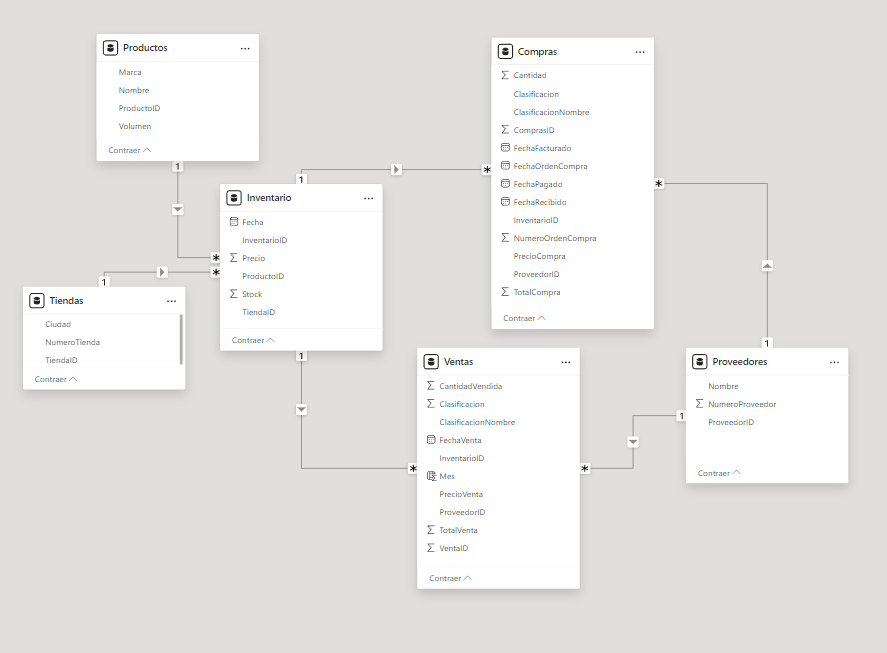 Productos
Marca
Nombre
ProductoID
Volumen
Contraer
1
Compras
Cantidad
Clasificacion
ClasificacionNombre
ComprasID
FechaFacturado
FechaOrdenCompra
FechaPagado
FechaRecibido
InventarioID
NumeroOrdenCompra
PrecioCompra
ProveedorID
TotalCompra
Contraer
*
*
1
Inventario
Fecha
InventarioID
Precio
ProductoID
Stock
TiendaID
Contraer
*
*
1
1
Tiendas
Ciudad
NumeroTienda
TiendaID
Contraer
Ventas
CantidadVendida
Clasificacion
ClasificacionNombre
FechaVenta
InventarioID
Mes
PrecioVenta
ProveedorID
TotalVenta
VentaID
Contraer
*
*
1
1
Proveedores
Nombre
NumeroProveedor
ProveedorID
Contraer